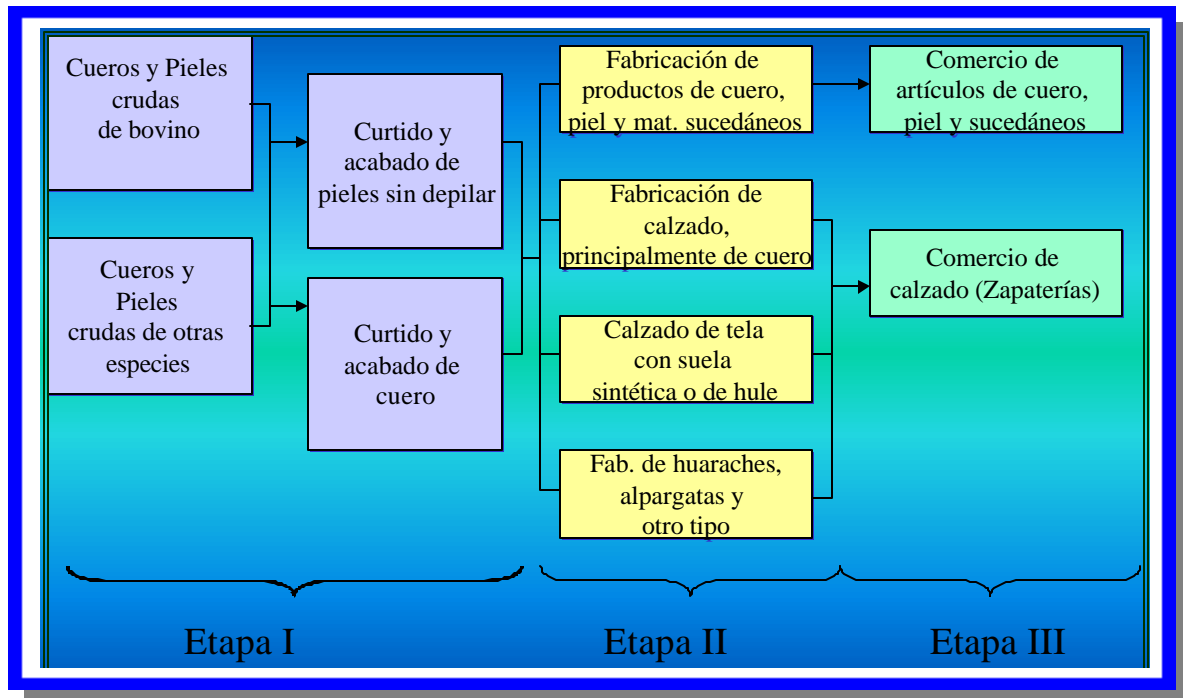 Cueros y Pieles
crudas
de bovino
Cueros y
Pieles
crudas de otras
especies
Curtido y
acabado de
pieles sin depilar
Curtido y
acabado de
cuero
Fabricación de
productos de cuero,
piel y mat. sucedáneos
Fabricación de
calzado,
principalmente de cuero
Calzado de tela
con suela
sintética o de hule
Fab. de huaraches,
alpargatas y
otro tipo
Comercio de
artículos de cuero,
piel y sucedáneos
Comercio de
calzado (Zapaterías)
Etapa I
Etapa II
Etapa III